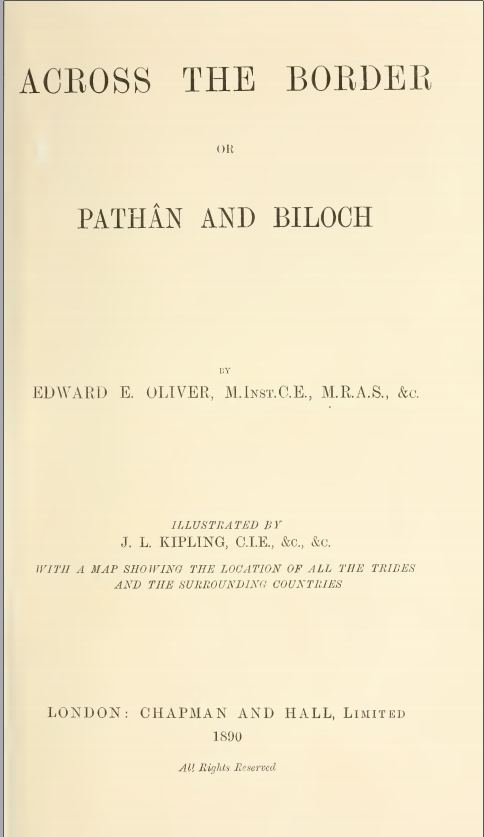 ACROSS THE BORDER
OR
PATHÂN AND BILOCH
BY
EDWARD E. OLIVER, M.INST.C.E., M.R.A.S., &C.
ILLUSTRATED BY
J. L. KIPLING, C.I.E., &C., &C.
WITH A MAP SHOWING THE LOCATION OF ALL THE TRIBES
AND THE SURROUNDING COUNTRIES
LONDON: CHAPMAN AND HALL, LIMITED
1890
All Rights Reserved